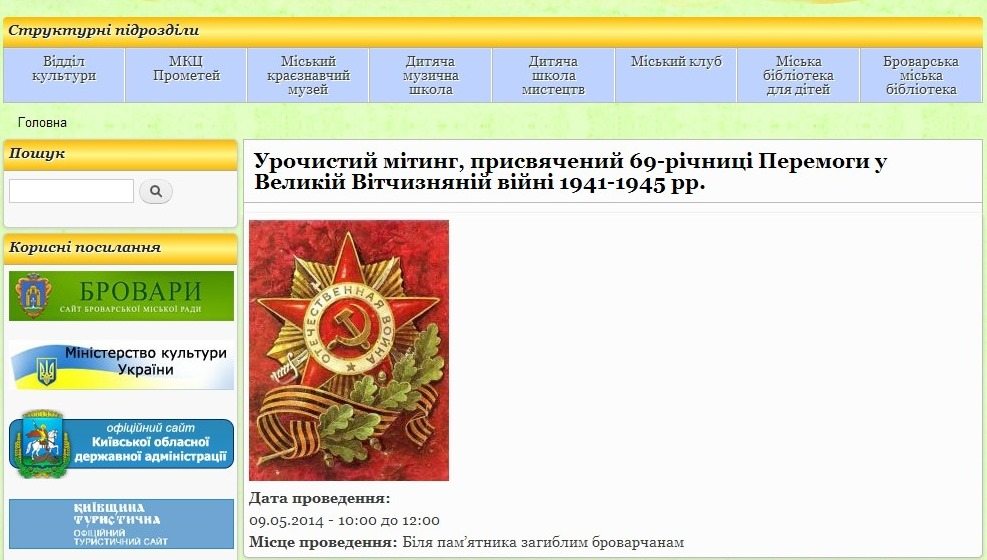 Структурні підрозділи
Відділ культури
МКЦ Прометей
Міський краєзнавчий музей
Дитяча музична школа
Дитяча школа мистецтв
Міський клуб
Міська бібліотека для дітей
Броварська міська бібліотека
Головна
Пошук
Корисні посилання
БРОВАРИ
САЙТ БРОВАРСЬКОЇ МІСЬКОЇ РАДИ
Міністерство культури
України
офіційний сайт
Київської обласної
державної адміністрації
КИЇВЩИНА
ТУРИСТИЧНА
ОФІЦІЙНИЙ
ТУРИСТИЧНИЙ САЙТ
Урочистий мітинг, присвячений 69-річниці Перемоги у
Великій Вітчизняній війні 1941-1945 рр.
ОТЕЧЕСТВЕННАЯ ВОЙНА
Дата проведення:
09.05.2014 - 10:00 до 12:00
Місце проведення: Біля пам’ятника загиблим броварчанам